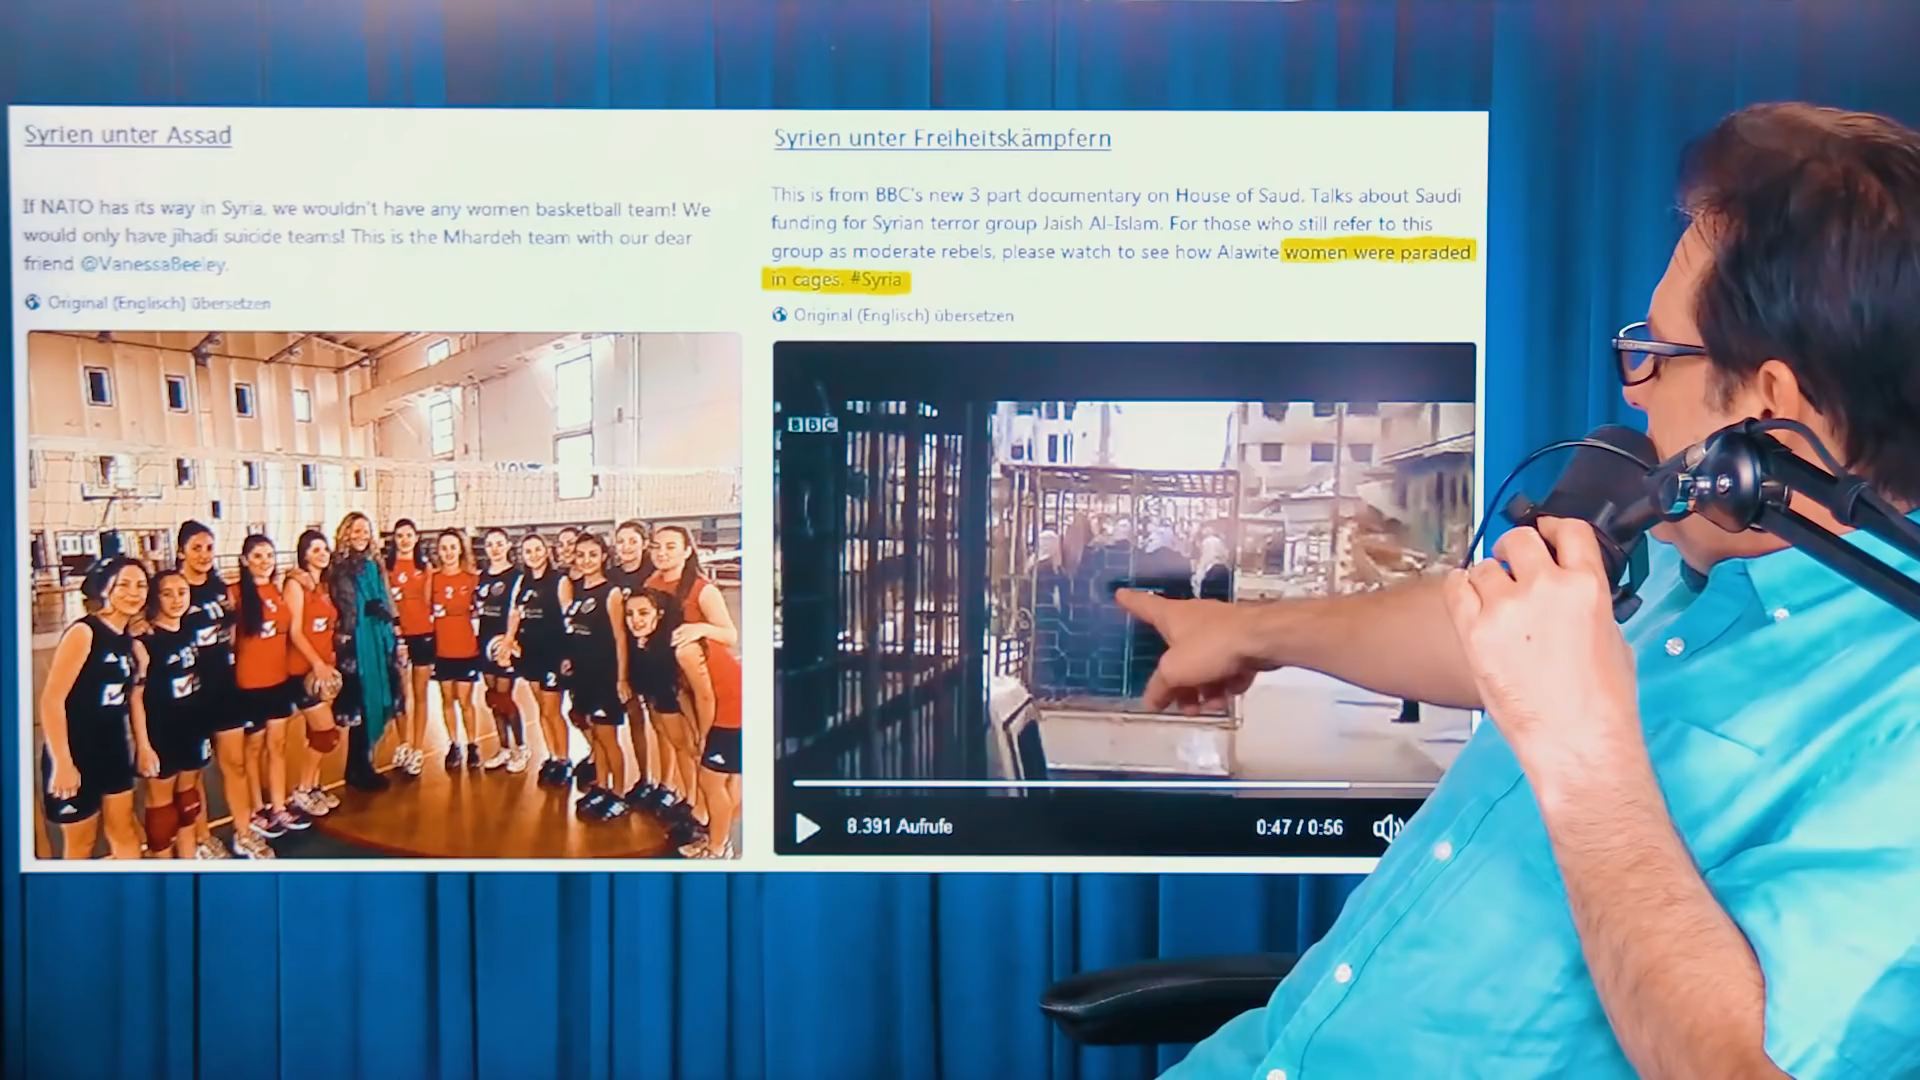 Syrien unter Assad
If NATO has its way in Syria, we wouldn't have any women basketball team! We
would only have jihadi suicide teams! This is the Mhardeh team with our dear
friend @VanessaBeeley.
Original (Englisch) übersetzen
Syrien unter Freiheitskämpfern
This is from BBC's new 3 part documentary on House of Saud. Talks about Saudi
funding for Syrian terror group Jaish Al-Islam. For those who still refer to this
group as moderate rebels, please watch to see how Alawite women were paraded
in cages. #Syria
Original (Englisch) übersetzen
BBC
8.391 Aufrufe
0:47 / 0:56